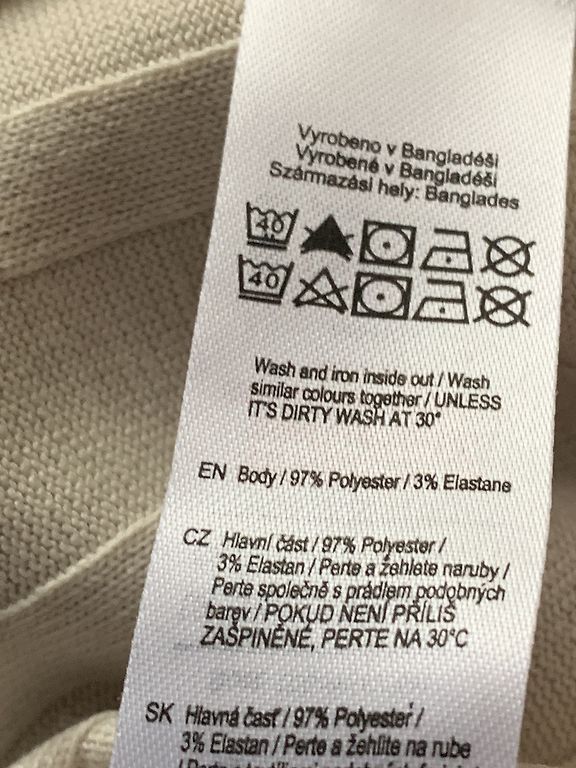 Vyrobeno v Bangladéši
Vyrobené v Bangladéši
Származási hely: Banglades
40
40
Wash and iron inside out / Wash
similar colours together / UNLESS
IT'S DIRTY WASH AT 30°
EN Body / 97% Polyester / 3% Elastane
CZ Hlavní část / 97% Polyester /
3% Elastan / Perte a žehlete naruby /
Perte společně s prádlem podobných
barev / POKUD NENÍ PŘÍLIŠ
ZAŠPINĚNÉ, PERTE NA 30°C
SK Hlavná časť / 97% Polyester /
3% Elastan / Perte a žehlite na rube